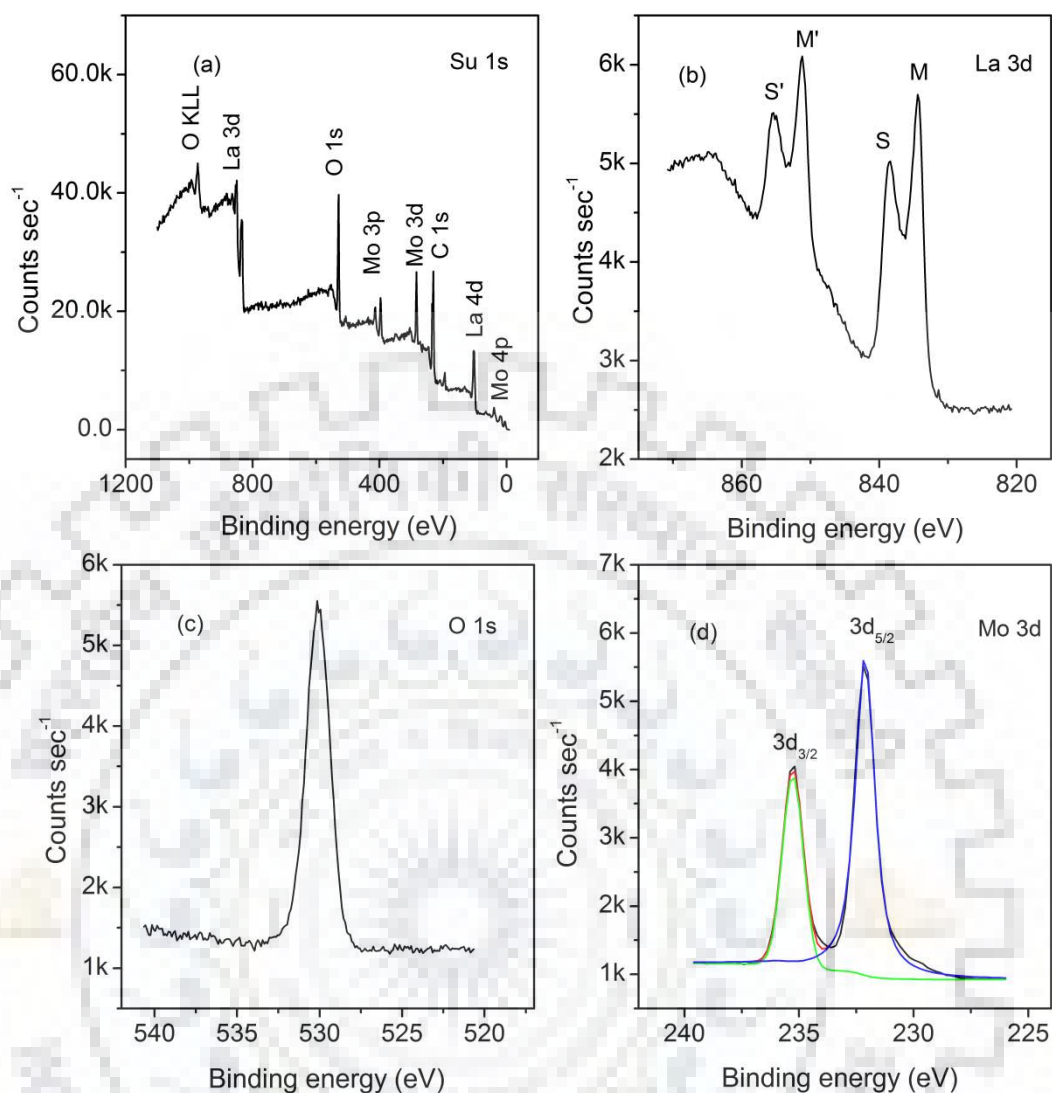 (a)
Su 1s
O KLL
La 3d
O 1s
Mo 3p
Mo 3d
C 1s
La 4d
Mo 4p
60.0k
40.0k
20.0k
0.0
Counts sec⁻¹
1200 800 400 0
Binding energy (eV)
(b)
La 3d
S'
M'
S
M
6k
5k
4k
3k
2k
Counts sec⁻¹
860 840 820
Binding energy (eV)
(c)
O 1s
6k
5k
4k
3k
2k
1k
Counts sec⁻¹
540 535 530 525 520
Binding energy (eV)
(d)
Mo 3d
3d₅/₂
3d₃/₂
7k
6k
5k
4k
3k
2k
1k
Counts sec⁻¹
240 235 230 225
Binding energy (eV)